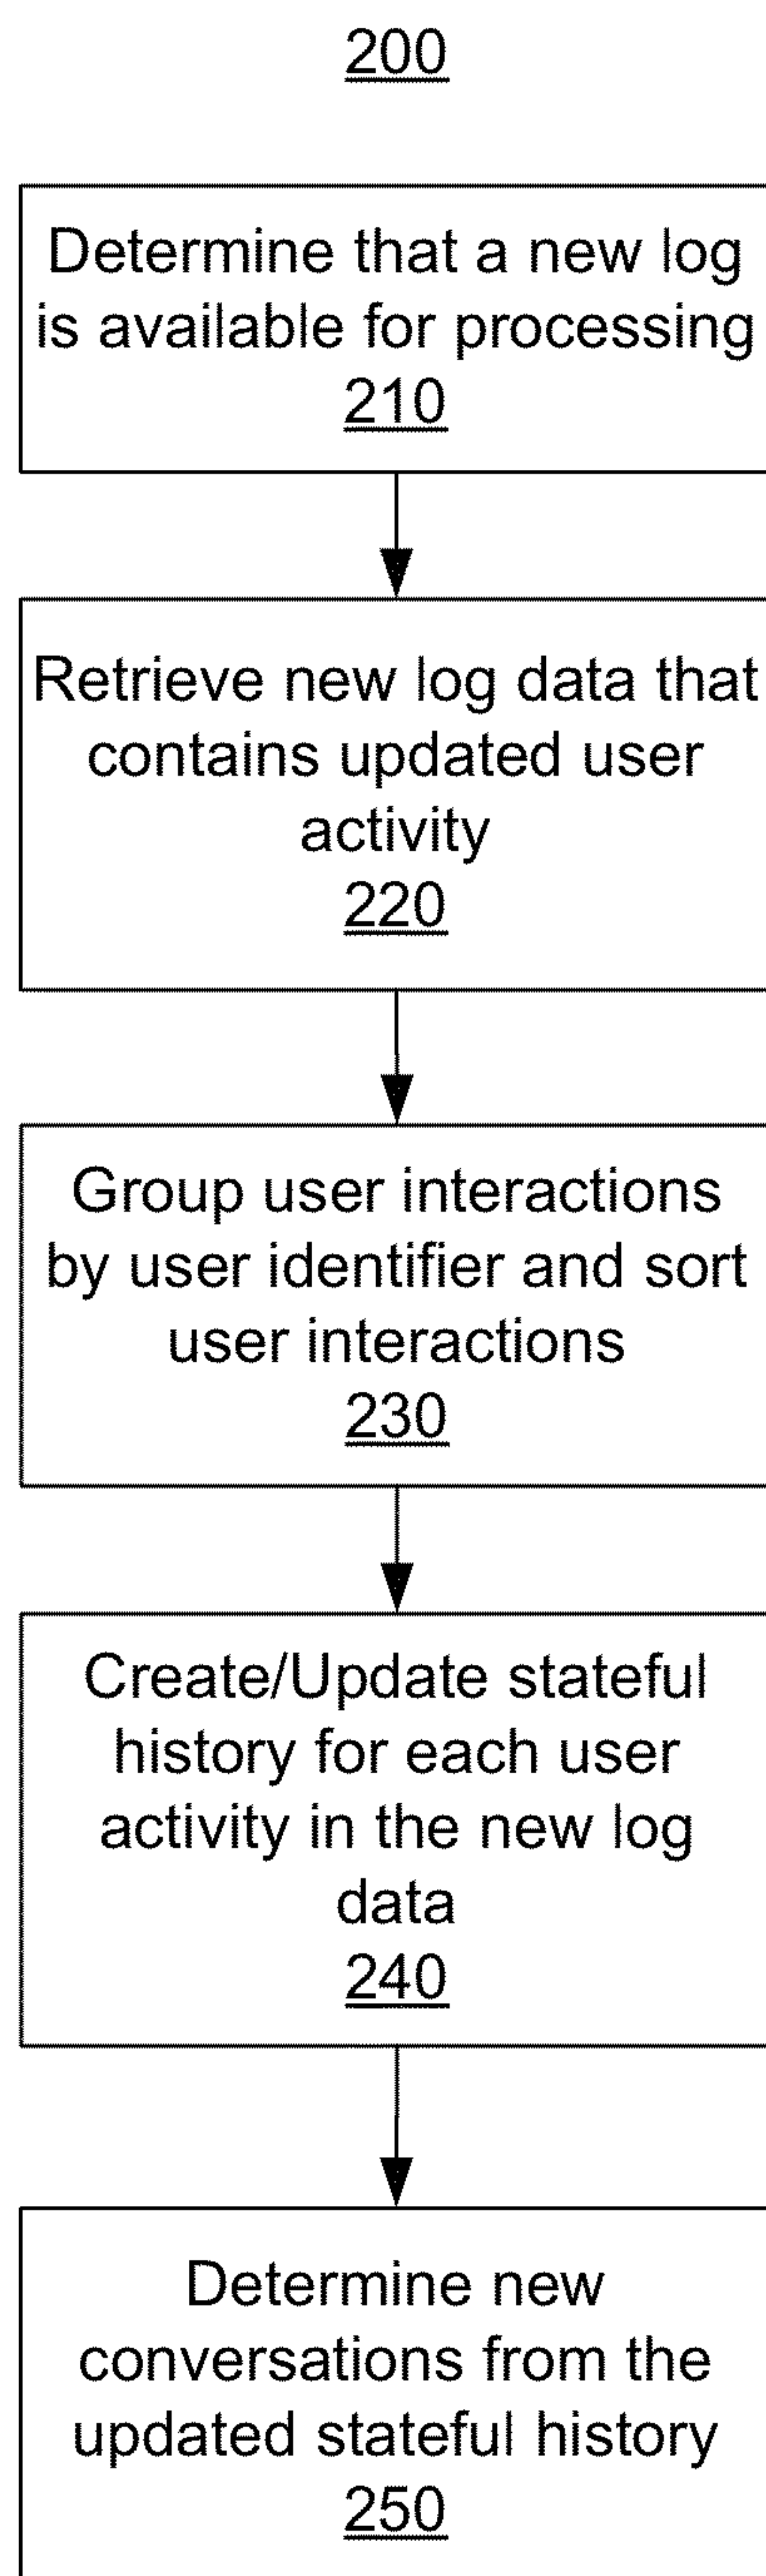 200
Determine that a new log
is available for processing
210
Retrieve new log data that
contains updated user
activity
220
Group user interactions
by user identifier and sort
user interactions
230
Create/Update stateful
history for each user
activity in the new log
data
240
Determine new
conversations from the
updated stateful history
250